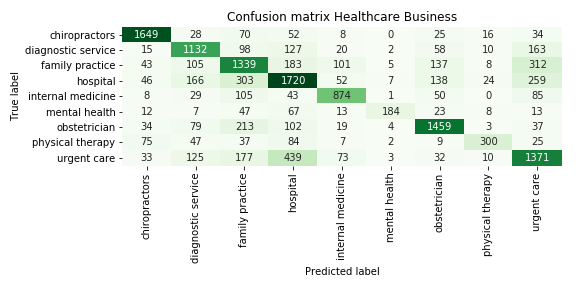 Confusion matrix Healthcare Business
True label
chiropractors 1649 28 70 52 8 0 25 16 34
diagnostic service 15 1132 98 127 20 2 58 10 163
family practice 43 105 1339 183 101 5 137 8 312
hospital 46 166 303 1720 52 7 138 24 259
internal medicine 8 29 105 43 874 1 50 0 85
mental health 12 7 47 67 13 184 23 8 13
obstetrician 34 79 213 102 19 4 1459 3 37
physical therapy 75 47 37 84 7 2 9 300 25
urgent care 33 125 177 439 73 3 32 10 1371
chiropractors
diagnostic service
family practice
hospital
internal medicine
mental health
obstetrician
physical therapy
urgent care
Predicted label